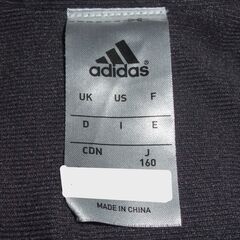 adidas®
UK US F
D I E
CDN J
160
MADE IN CHINA